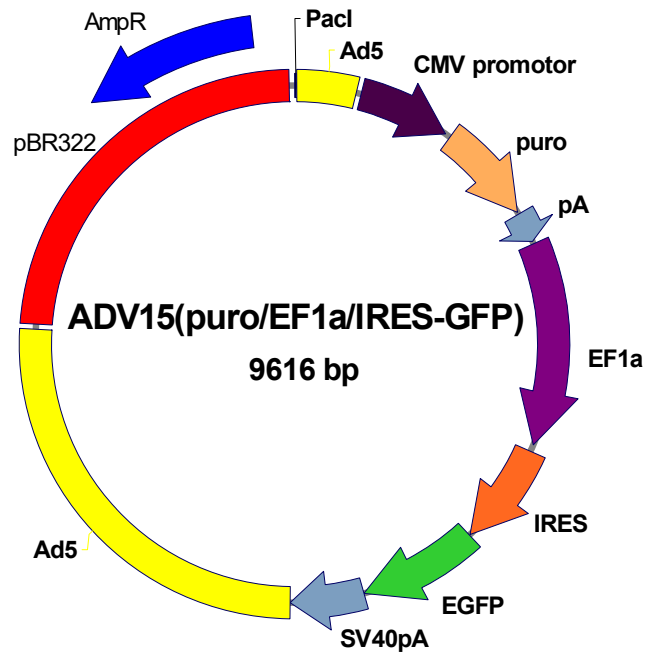 AmpR
PacI
Ad5
CMV promotor
pBR322
puro
pA
ADV15(puro/EF1a/IRES-GFP)
9616 bp
EF1a
IRES
Ad5
EGFP
SV40pA